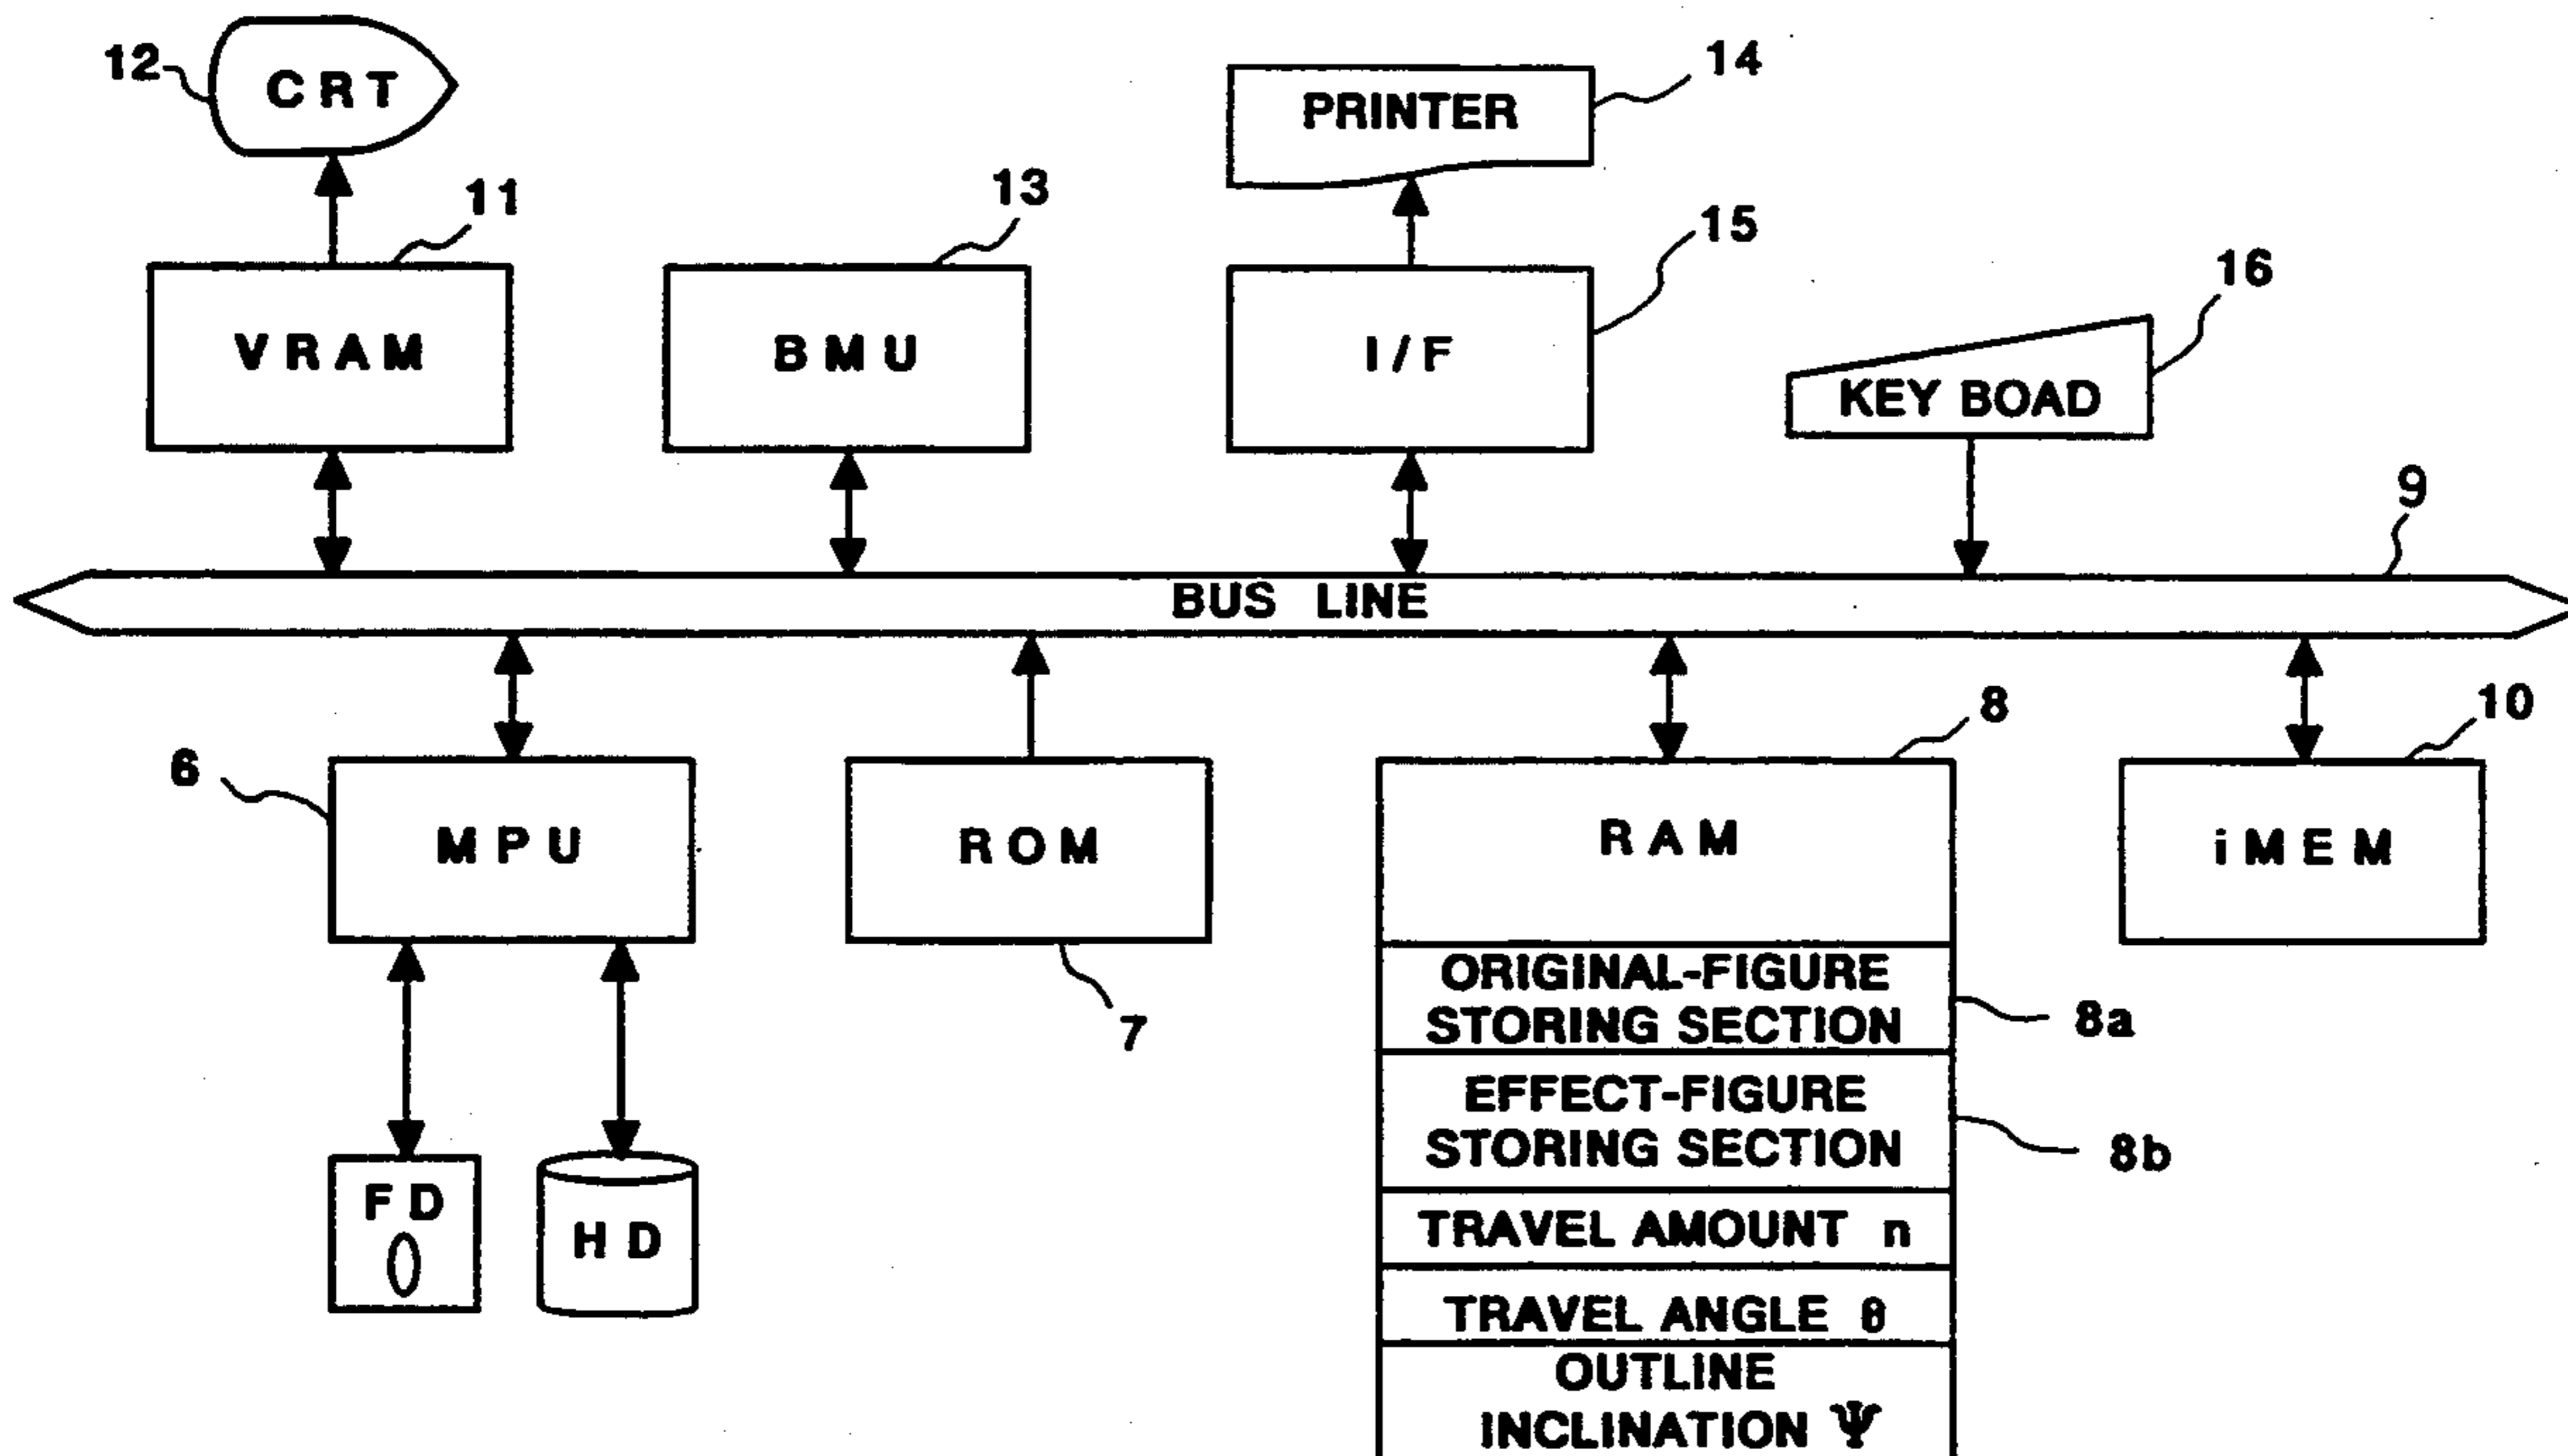 12
CRT
14
PRINTER
11
13
15
16
VRAM
BMU
I/F
KEY BOAD
9
BUS LINE
6
8
10
MPU
ROM
RAM
iMEM
7
ORIGINAL-FIGURE
STORING SECTION
8a
EFFECT-FIGURE
STORING SECTION
8b
FD
HD
TRAVEL AMOUNT n
TRAVEL ANGLE θ
OUTLINE
INCLINATION Ψ